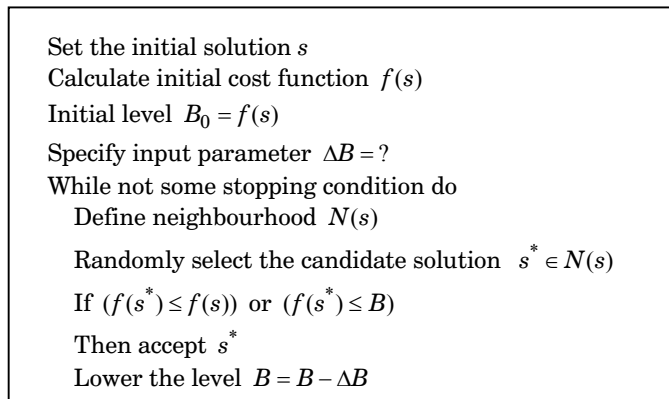 Set the initial solution s
Calculate initial cost function f(s)
Initial level B₀ = f(s)
Specify input parameter ΔB = ?
While not some stopping condition do
Define neighbourhood N(s)
Randomly select the candidate solution s* ∈ N(s)
If (f(s*) ≤ f(s)) or (f(s*) ≤ B)
Then accept s*
Lower the level B = B − ΔB